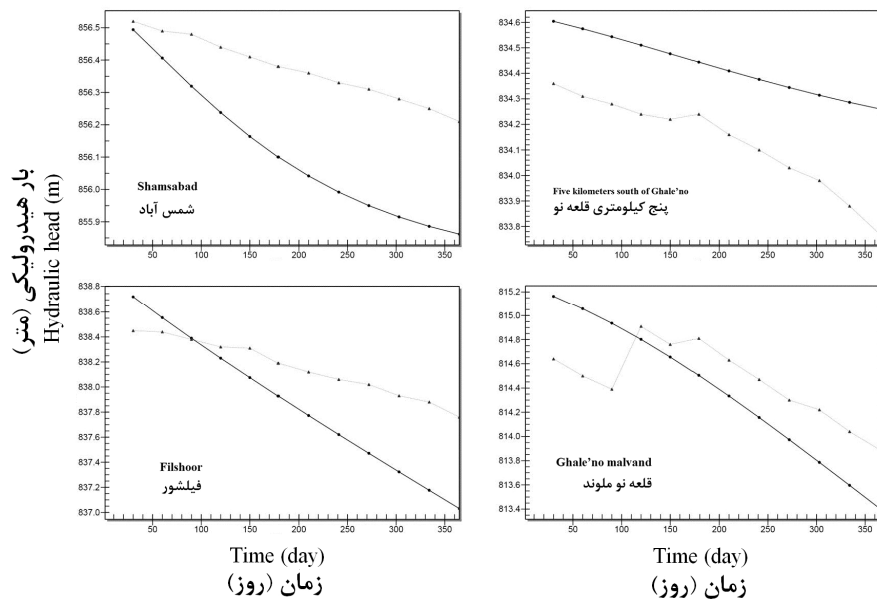 بار هیدرولیکی (متر)
Hydraulic head (m)
856.5
856.4
856.3
856.2
856.1
856.0
855.9
Shamsabad
شمس آباد
50 100 150 200 250 300 350
834.6
834.5
834.4
834.3
834.2
834.1
834.0
833.9
833.8
Five kilometers south of Ghale'no
پنج کیلومتری قلعه نو
50 100 150 200 250 300 350
838.8
838.6
838.4
838.2
838.0
837.8
837.6
837.4
837.2
837.0
Filshoor
فیلشور
50 100 150 200 250 300 350
Time (day)
زمان (روز)
815.2
815.0
814.8
814.6
814.4
814.2
814.0
813.8
813.6
813.4
Ghale'no malvand
قلعه نو ملوند
50 100 150 200 250 300 350
Time (day)
زمان (روز)